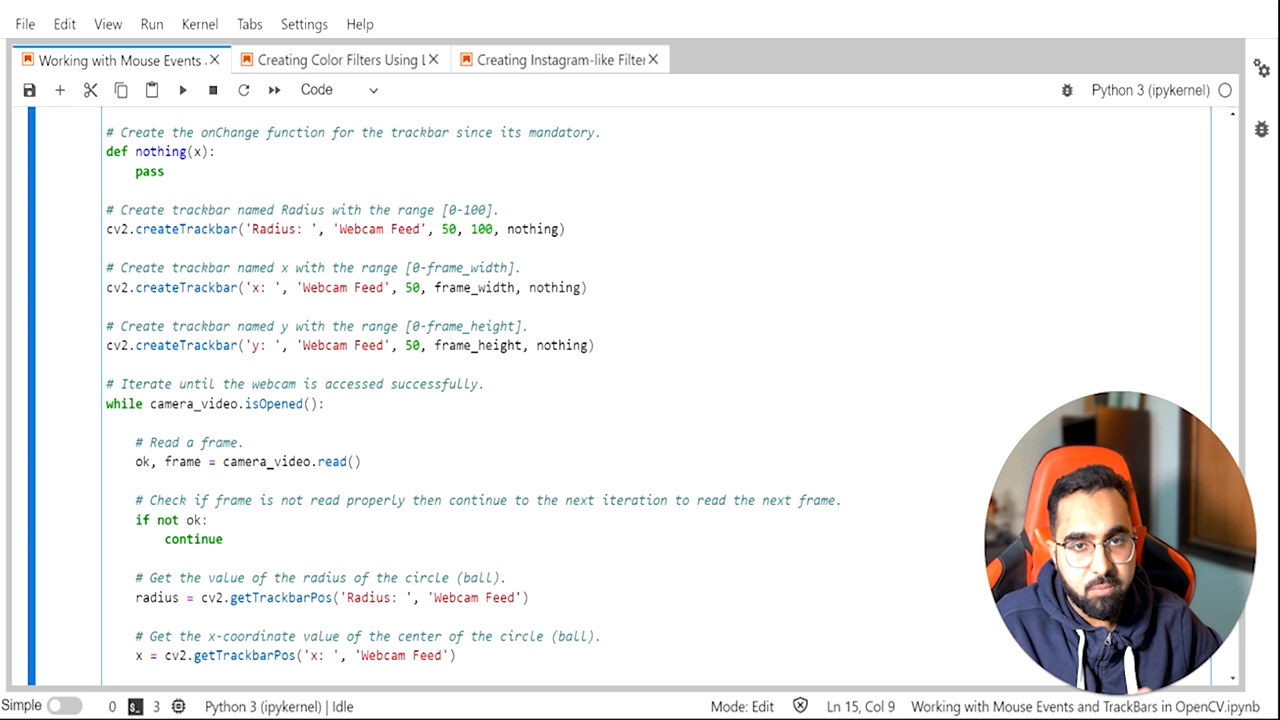 File Edit View Run Kernel Tabs Settings Help
Working with Mouse Events . Creating Color Filters Using L Creating Instagram-like Filter
Code Python 3 (ipykernel)
# Create the onChange function for the trackbar since its mandatory.
def nothing(x):
pass
# Create trackbar named Radius with the range [0-100].
cv2.createTrackbar('Radius: ', 'Webcam Feed', 50, 100, nothing)
# Create trackbar named x with the range [0-frame_width].
cv2.createTrackbar('x: ', 'Webcam Feed', 50, frame_width, nothing)
# Create trackbar named y with the range [0-frame_height].
cv2.createTrackbar('y: ', 'Webcam Feed', 50, frame_height, nothing)
# Iterate until the webcam is accessed successfully.
while camera_video.isOpened():
# Read a frame.
ok, frame = camera_video.read()
# Check if frame is not read properly then continue to the next iteration to read the next frame.
if not ok:
continue
# Get the value of the radius of the circle (ball).
radius = cv2.getTrackbarPos('Radius: ', 'Webcam Feed')
# Get the x-coordinate value of the center of the circle (ball).
x = cv2.getTrackbarPos('x: ', 'Webcam Feed')
Simple 0 $_ 3 Python 3 (ipykernel) | Idle Mode: Edit Ln 15, Col 9 Working with Mouse Events and TrackBars in OpenCV.ipynb